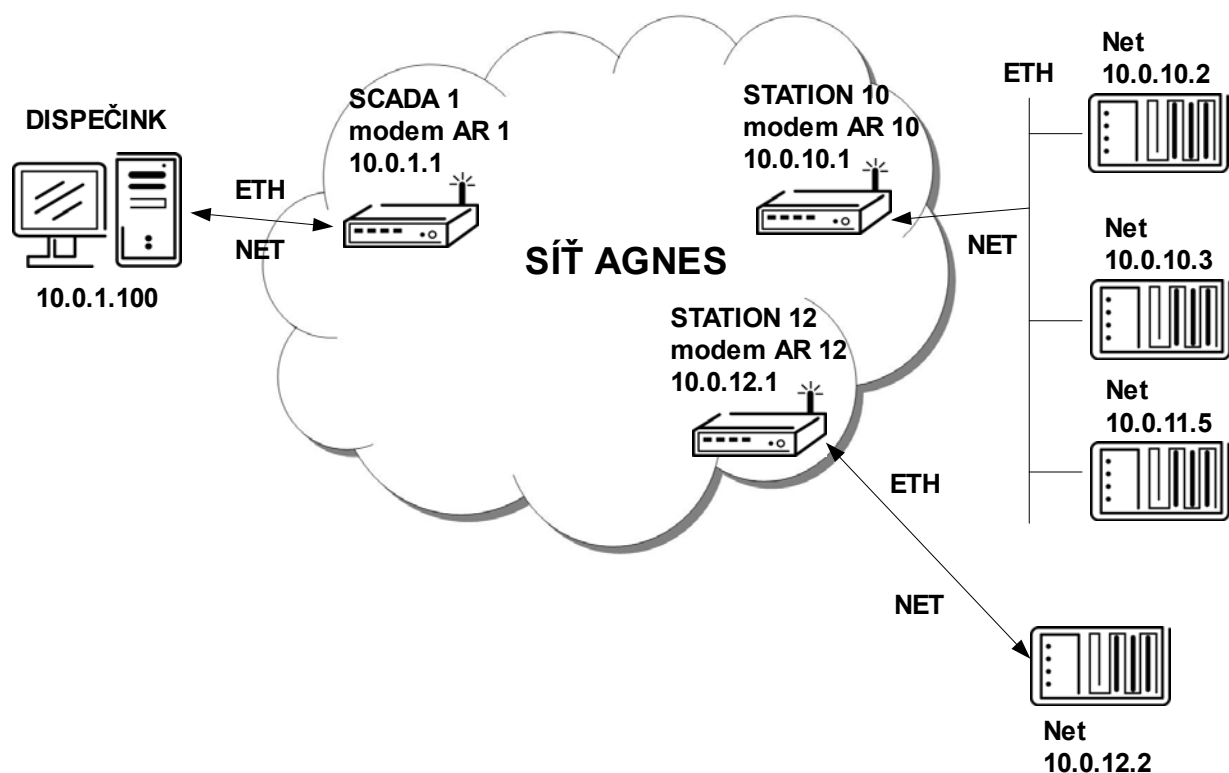 DISPEČINK
10.0.1.100
ETH
NET
SCADA 1
modem AR 1
10.0.1.1
SÍŤ AGNES
STATION 10
modem AR 10
10.0.10.1
STATION 12
modem AR 12
10.0.12.1
ETH
NET
Net
10.0.10.2
Net
10.0.10.3
Net
10.0.11.5
ETH
NET
Net
10.0.12.2